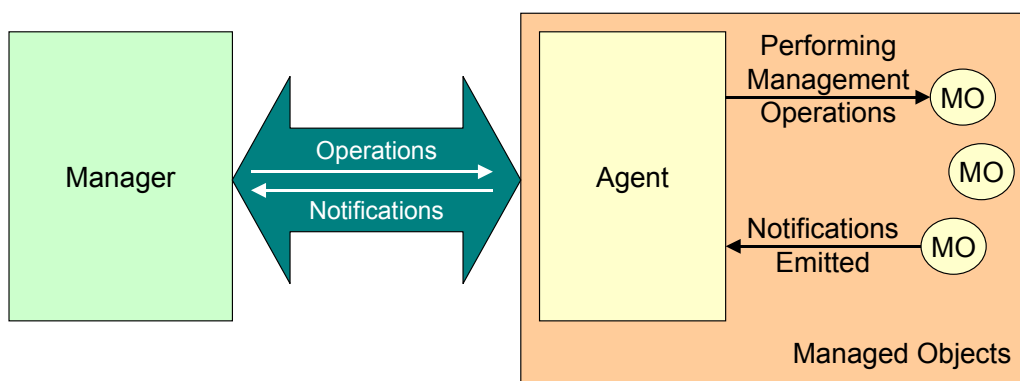 Manager
Operations
Notifications
Agent
Performing
Management
Operations
MO
MO
Notifications
Emitted
MO
Managed Objects